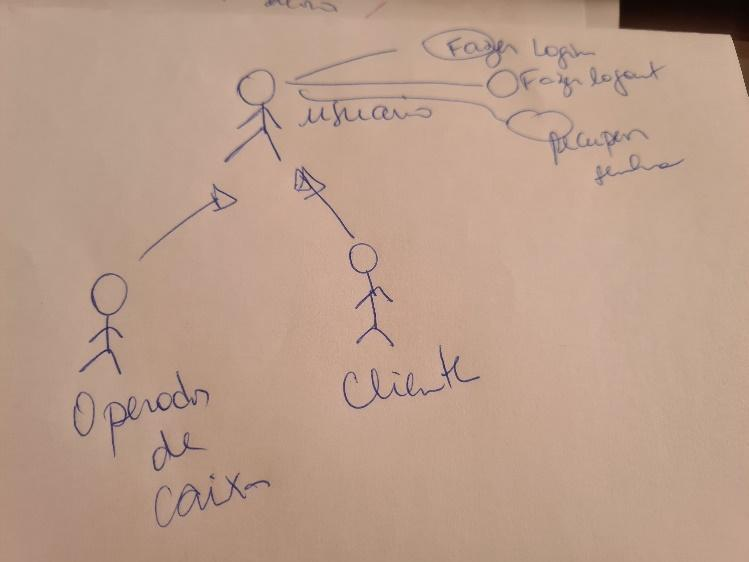 Fazer Login
Fazer logout
usuario
recuperar
senha
Cliente
Operador
de
caixa